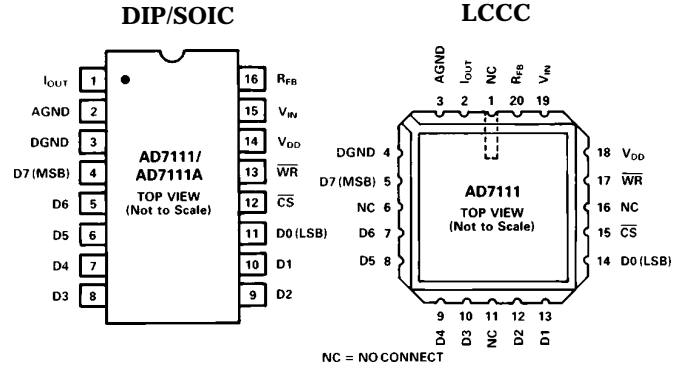 DIP/SOIC
I_OUT 1
AGND 2
DGND 3
D7 (MSB) 4
D6 5
D5 6
D4 7
D3 8
AD7111/
AD7111A
TOP VIEW
(Not to Scale)
16 R_FB
15 V_IN
14 V_DD
13 W̅R̅
12 C̅S̅
11 D0 (LSB)
10 D1
9 D2
LCCC
AGND I_OUT NC R_FB V_IN
3 2 1 20 19
DGND 4
D7 (MSB) 5
NC 6
D6 7
D5 8
AD7111
TOP VIEW
(Not to Scale)
18 V_DD
17 W̅R̅
16 NC
15 C̅S̅
14 D0 (LSB)
9 10 11 12 13
D4 D3 NC D2 D1
NC = NO CONNECT